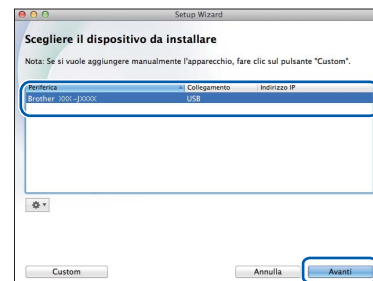 Setup Wizard
Scegliere il dispositivo da installare
Nota: Se si vuole aggiungere manualmente l'apparecchio, fare clic sul pulsante "Custom".
Periferica Collegamento Indirizzo IP
Brother XXX-JXXXX USB
Custom Annulla Avanti